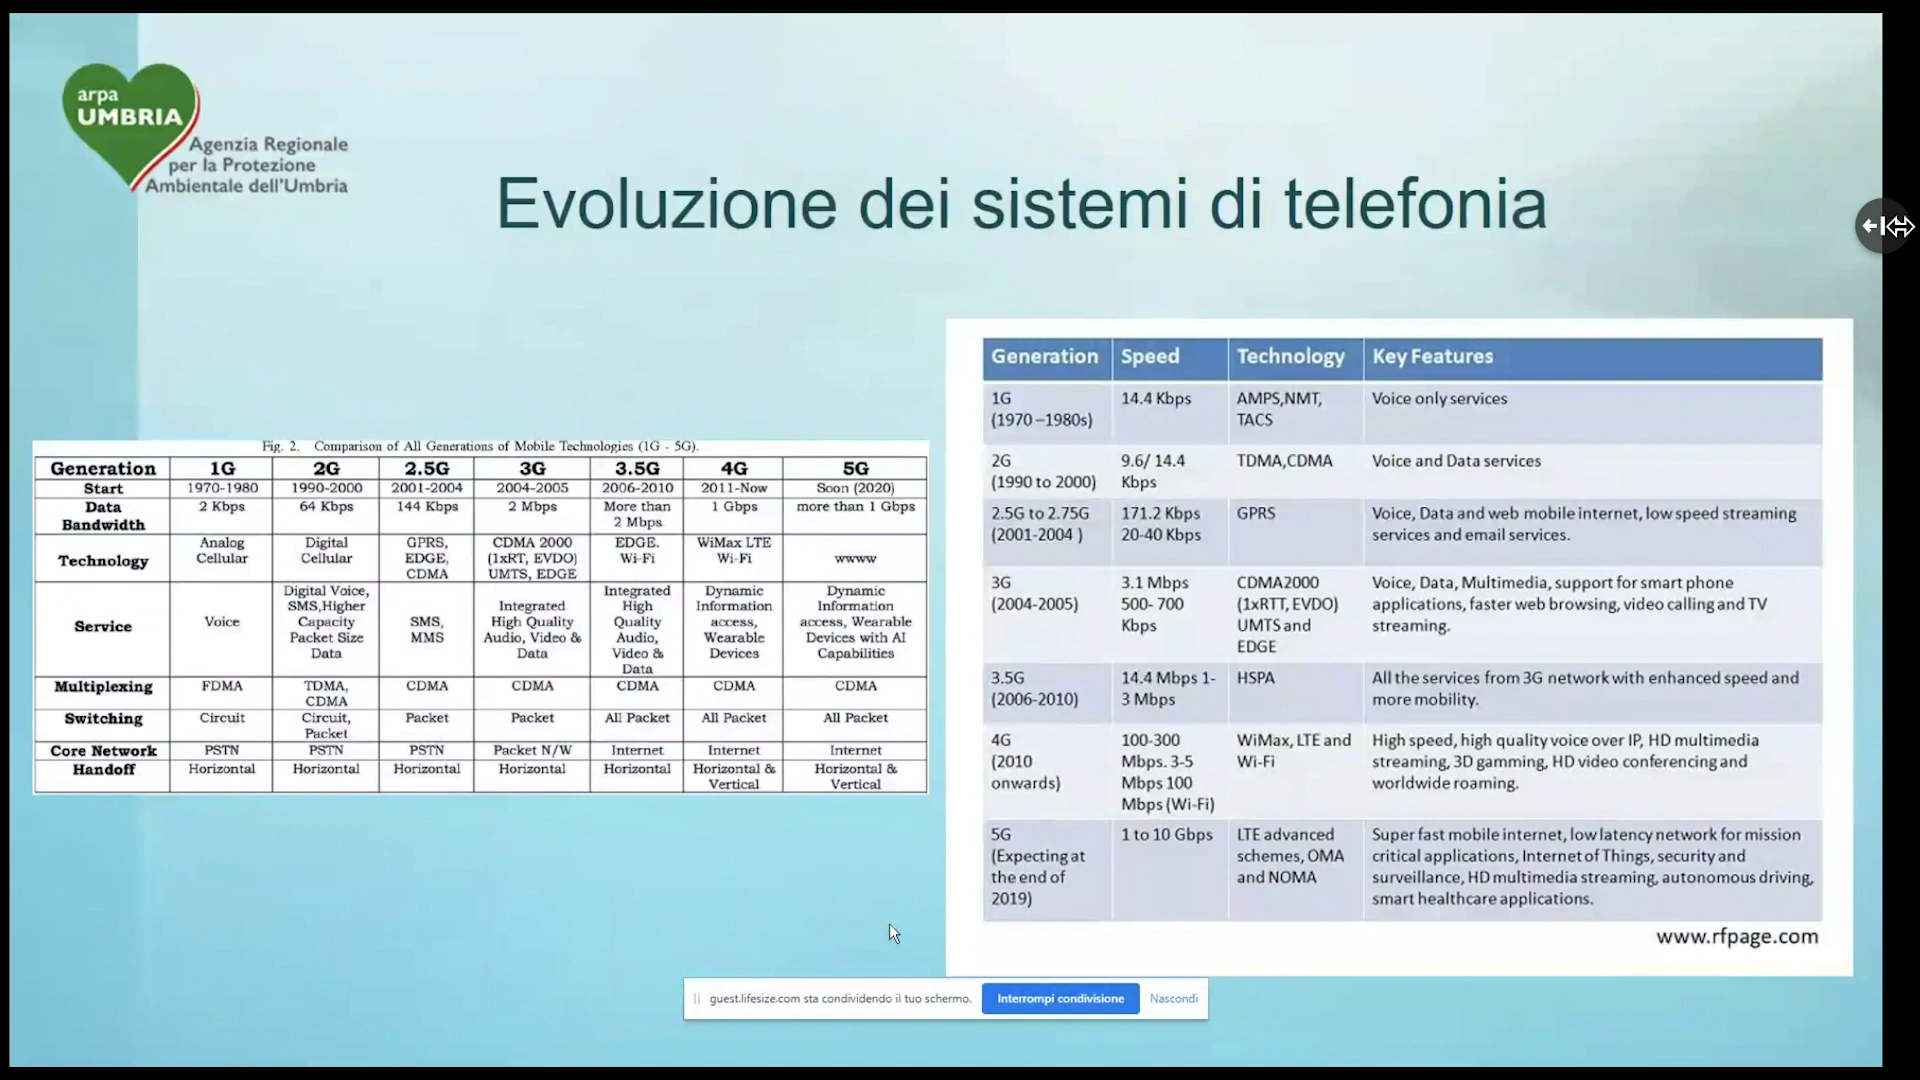 arpa
UMBRIA
Agenzia Regionale
per la Protezione
Ambientale dell'Umbria
Evoluzione dei sistemi di telefonia
Fig. 2. Comparison of All Generations of Mobile Technologies (1G - 5G).
Generation 1G 2G 2.5G 3G 3.5G 4G 5G
Start 1970-1980 1990-2000 2001-2004 2004-2005 2006-2010 2011-Now Soon (2020)
Data 2 Kbps 64 Kbps 144 Kbps 2 Mbps More than 1 Gbps more than 1 Gbps
Bandwidth 2 Mbps
Analog Digital GPRS, CDMA 2000 EDGE. WiMax LTE
Technology Cellular Cellular EDGE, (1xRT, EVDO) Wi-Fi Wi-Fi wwww
CDMA UMTS, EDGE
Digital Voice, Integrated Dynamic Dynamic
SMS,Higher Integrated High Information Information
Service Voice Capacity SMS, High Quality Quality access, access, Wearable
Packet Size MMS Audio, Video & Audio, Wearable Devices with AI
Data Data Video & Devices Capabilities
Data
Multiplexing FDMA TDMA, CDMA CDMA CDMA CDMA CDMA
CDMA
Switching Circuit Circuit, Packet Packet All Packet All Packet All Packet
Packet
Core Network PSTN PSTN PSTN Packet N/W Internet Internet Internet
Handoff Horizontal Horizontal Horizontal Horizontal Horizontal Horizontal & Horizontal &
Vertical Vertical
Generation Speed Technology Key Features
1G 14.4 Kbps AMPS,NMT, Voice only services
(1970 –1980s) TACS
2G 9.6/ 14.4 TDMA,CDMA Voice and Data services
(1990 to 2000) Kbps
2.5G to 2.75G 171.2 Kbps GPRS Voice, Data and web mobile internet, low speed streaming
(2001-2004 ) 20-40 Kbps services and email services.
3G 3.1 Mbps CDMA2000 Voice, Data, Multimedia, support for smart phone
(2004-2005) 500- 700 (1xRTT, EVDO) applications, faster web browsing, video calling and TV
Kbps UMTS and streaming.
EDGE
3.5G 14.4 Mbps 1- HSPA All the services from 3G network with enhanced speed and
(2006-2010) 3 Mbps more mobility.
4G 100-300 WiMax, LTE and High speed, high quality voice over IP, HD multimedia
(2010 Mbps. 3-5 Wi-Fi streaming, 3D gamming, HD video conferencing and
onwards) Mbps 100 worldwide roaming.
Mbps (Wi-Fi)
5G 1 to 10 Gbps LTE advanced Super fast mobile internet, low latency network for mission
(Expecting at schemes, OMA critical applications, Internet of Things, security and
the end of and NOMA surveillance, HD multimedia streaming, autonomous driving,
2019) smart healthcare applications.
www.rfpage.com
guest.lifesize.com sta condividendo il tuo schermo. Interrompi condivisione Nascondi